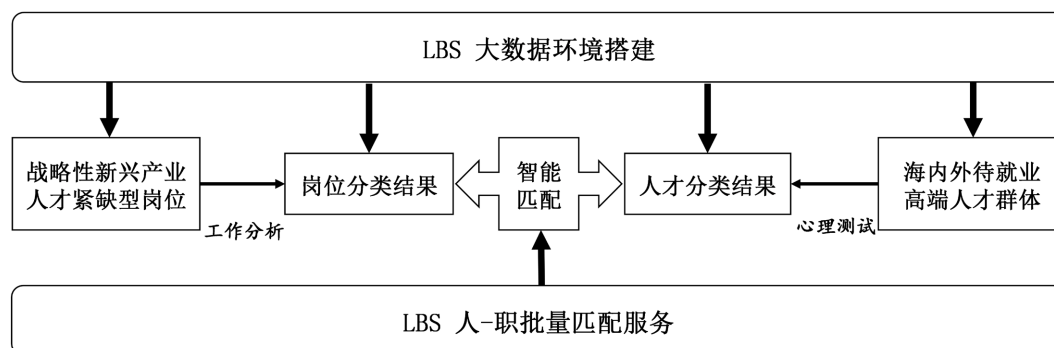 LBS 大数据环境搭建
战略性新兴产业
人才紧缺型岗位
工作分析
岗位分类结果
智能
匹配
人才分类结果
心理测试
海内外待就业
高端人才群体
LBS 人-职批量匹配服务